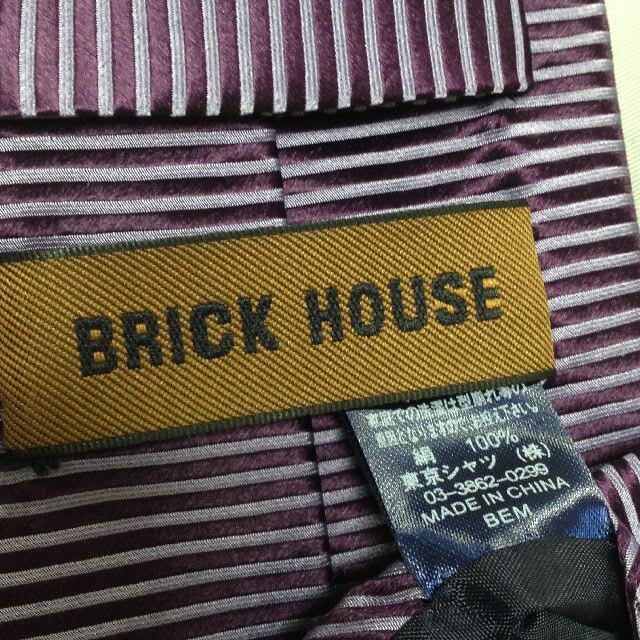 BRICK HOUSE
絹 100%
東京シャツ (株)
03-3862-0299
MADE IN CHINA
BEM